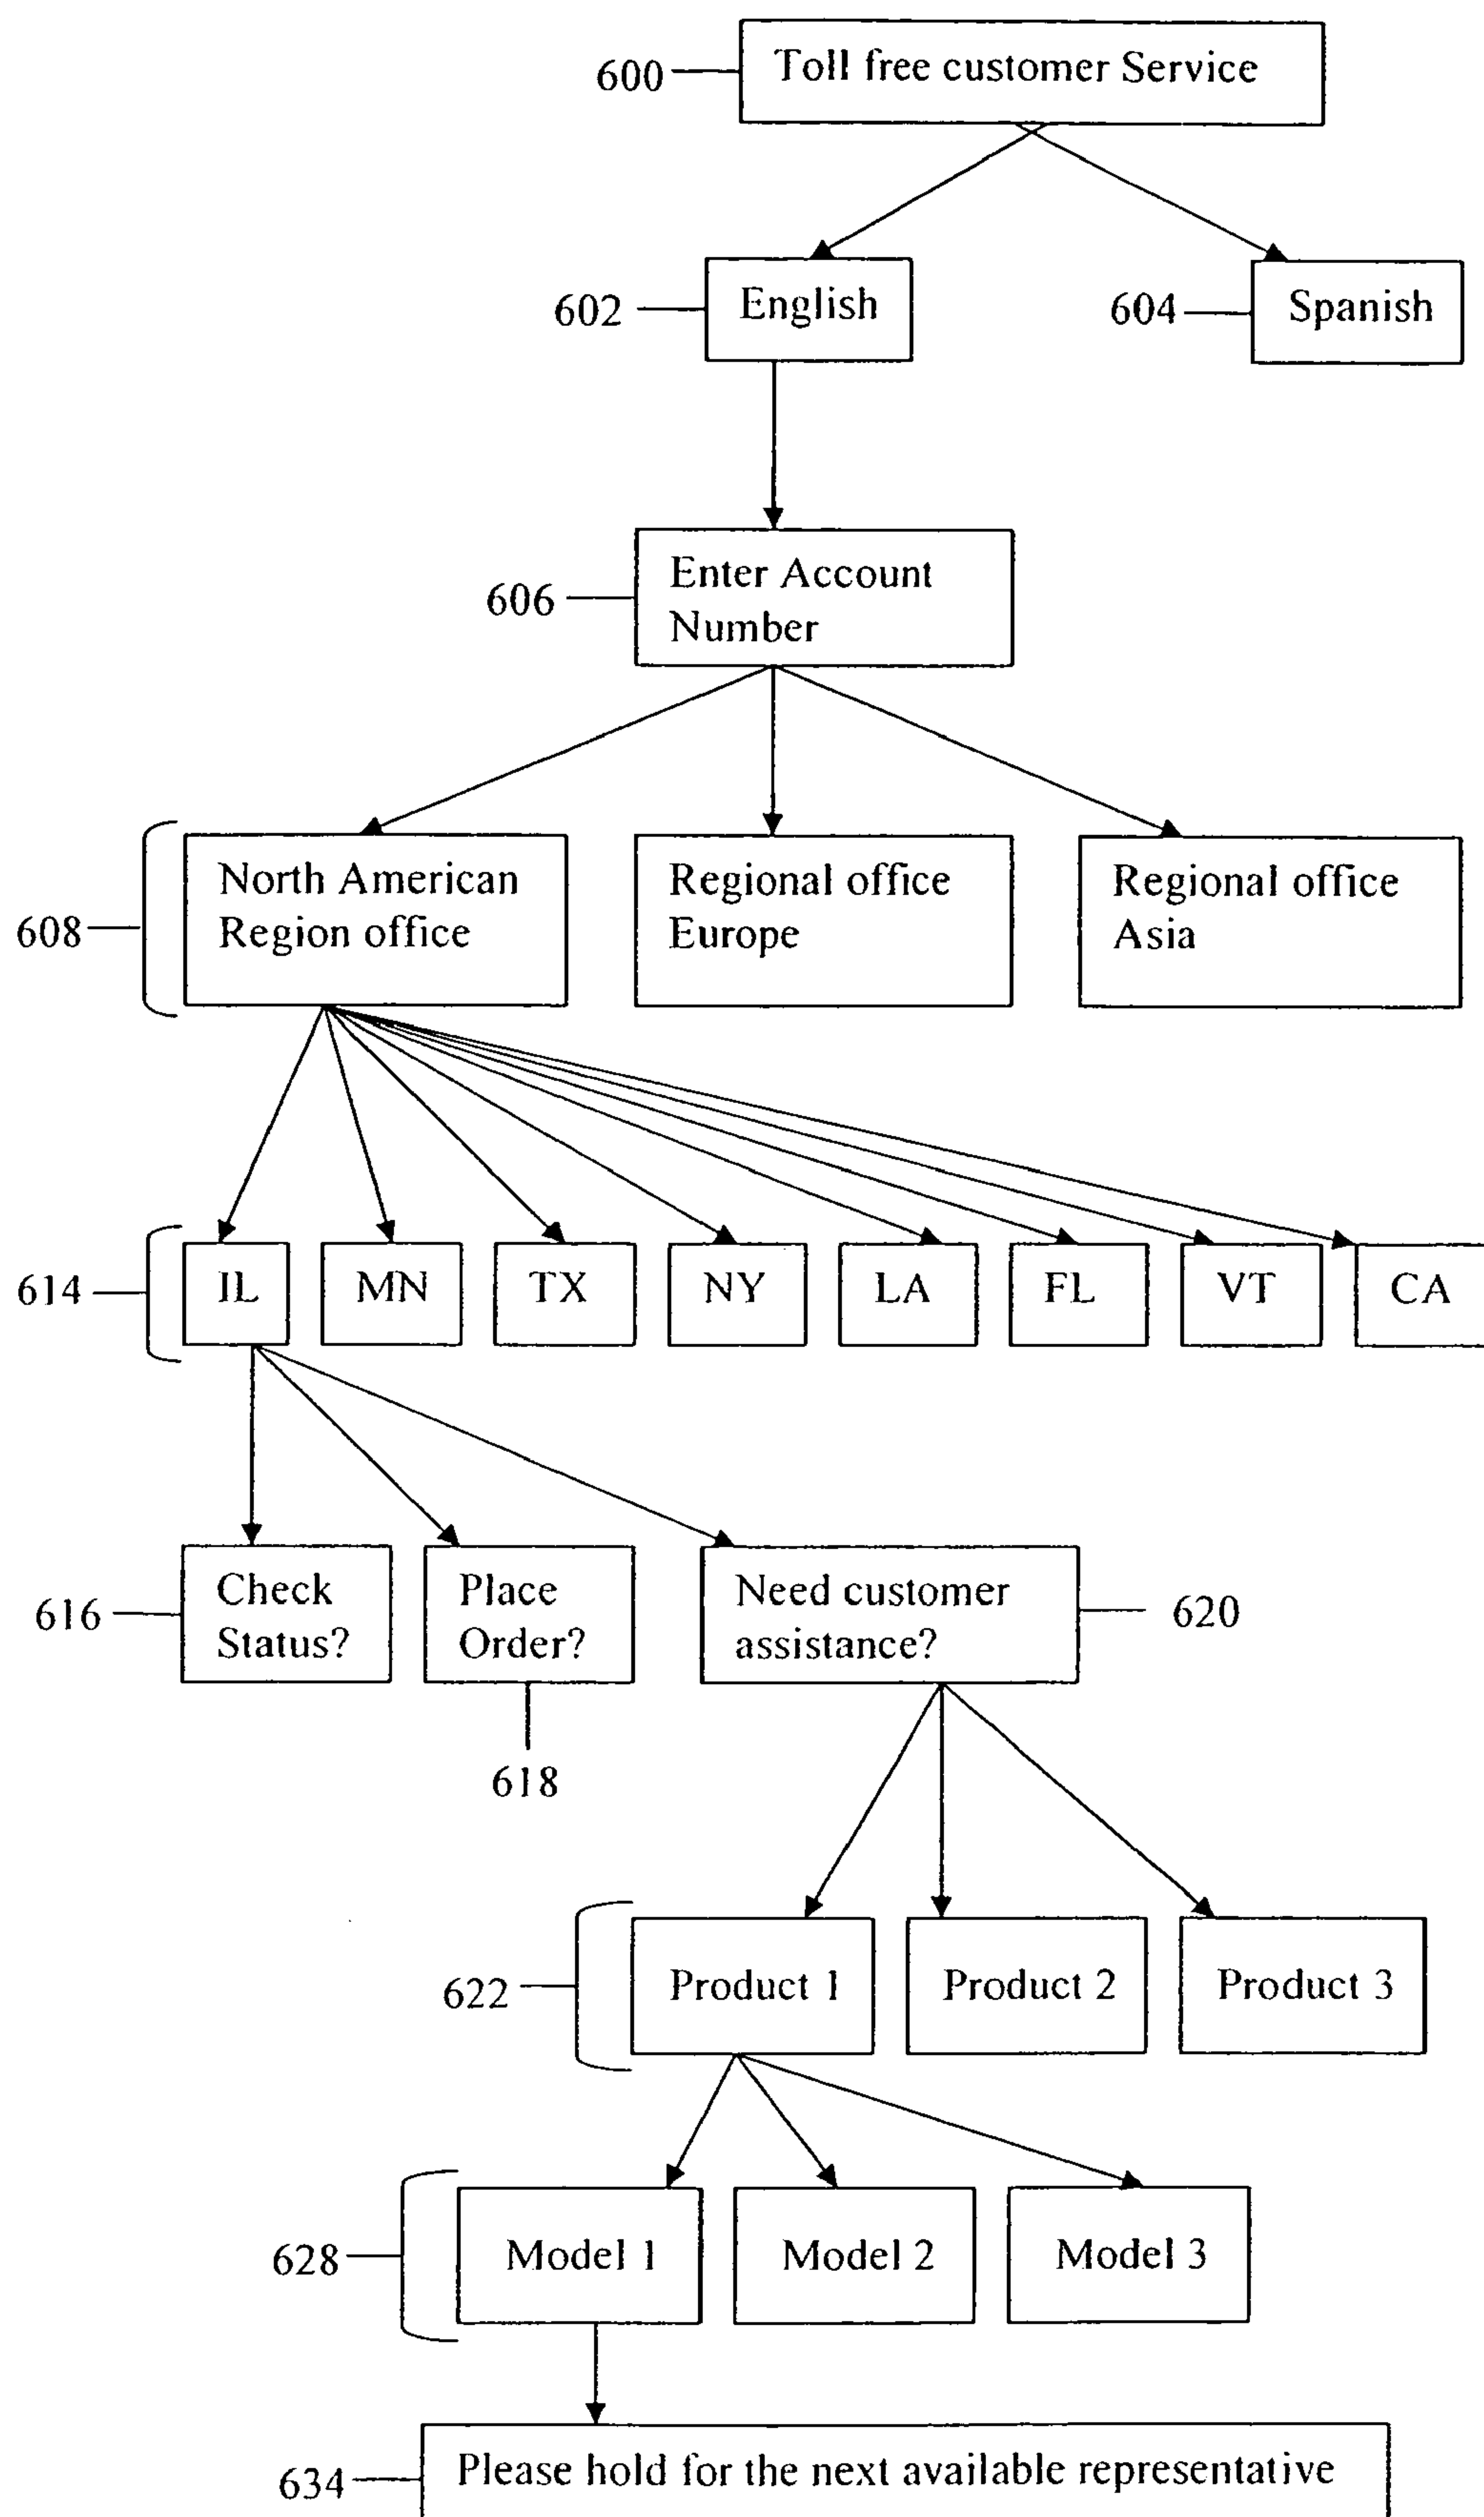 600
Toll free customer Service
602
English
604
Spanish
606
Enter Account
Number
608
North American
Region office
Regional office
Europe
Regional office
Asia
614
IL
MN
TX
NY
LA
FL
VT
CA
616
Check
Status?
Place
Order?
618
Need customer
assistance?
620
622
Product 1
Product 2
Product 3
628
Model 1
Model 2
Model 3
634
Please hold for the next available representative